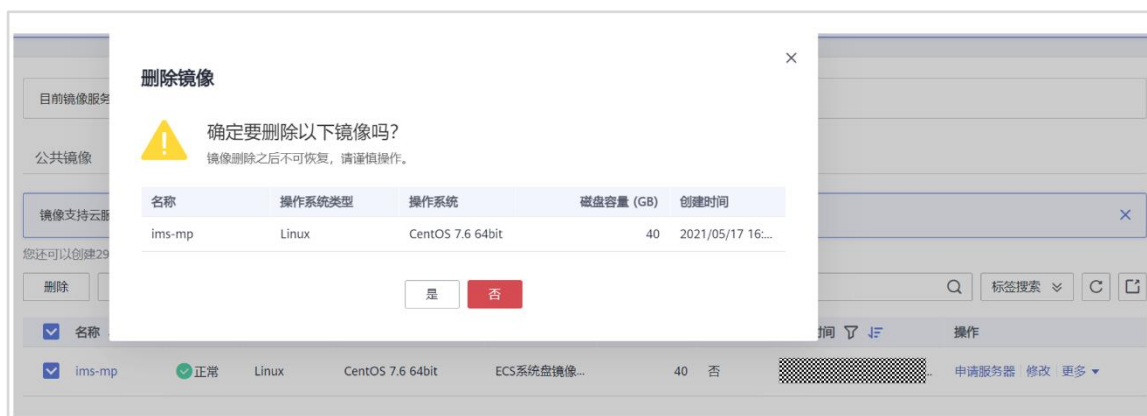 删除镜像
确定要删除以下镜像吗?
镜像删除之后不可恢复，请谨慎操作。
名称 操作系统类型 操作系统 磁盘容量 (GB) 创建时间
ims-mp Linux CentOS 7.6 64bit 40 2021/05/17 16:...
是 否
目前镜像服务
公共镜像
镜像支持云服
您还可以创建29
删除 标签搜索
名称 时间 操作
ims-mp 正常 Linux CentOS 7.6 64bit ECS系统盘镜像... 40 否 申请服务器 修改 更多